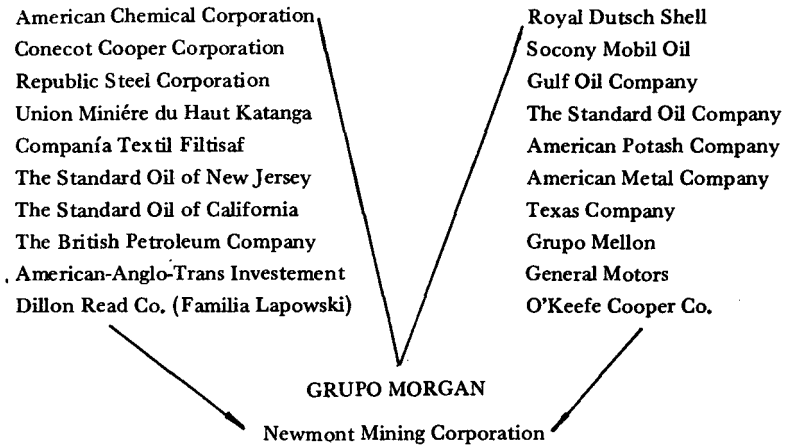 American Chemical Corporation
Conecot Cooper Corporation
Republic Steel Corporation
Union Miniére du Haut Katanga
Companía Textil Filtisaf
The Standard Oil of New Jersey
The Standard Oil of California
The British Petroleum Company
American-Anglo-Trans Investement
Dillon Read Co. (Familia Lapowski)
Royal Dutsch Shell
Socony Mobil Oil
Gulf Oil Company
The Standard Oil Company
American Potash Company
American Metal Company
Texas Company
Grupo Mellon
General Motors
O'Keefe Cooper Co.
GRUPO MORGAN
Newmont Mining Corporation